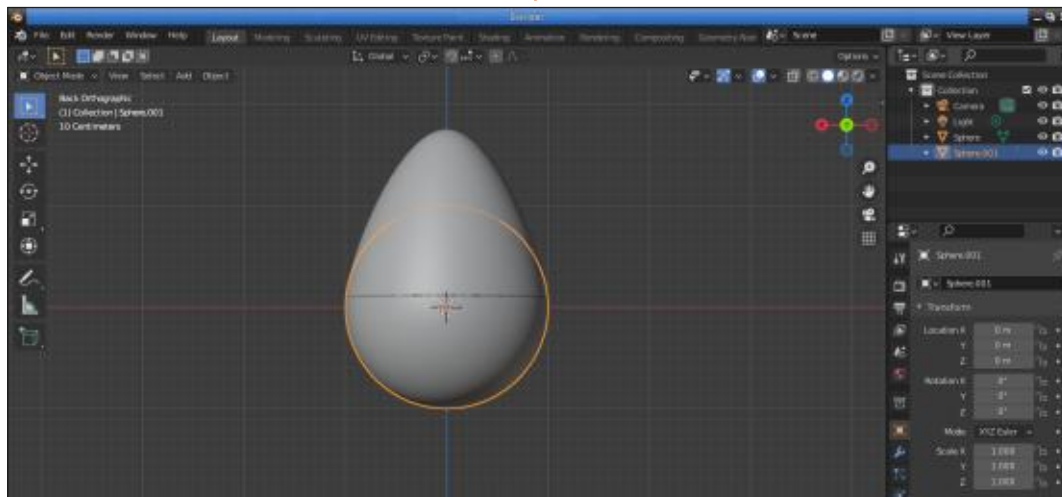 Blender
File Edit Render Window Help Layout Modeling Sculpting UV Editing Texture Paint Shading Animation Rendering Compositing Scene View Layer
Global Options
Object Mode View Select Add Object
Back Orthographic
(1) Collection | Sphere.001
10 Centimeters
Scene Collection
Collection
Camera
Light
Sphere
Sphere.001
Sphere.001
Sphere.001
Transform
Location X 0 m
Y 0 m
Z 0 m
Rotation X 0°
Y 0°
Z 0°
Mode XYZ Euler
Scale X 1.000
Y 1.000
Z 1.000